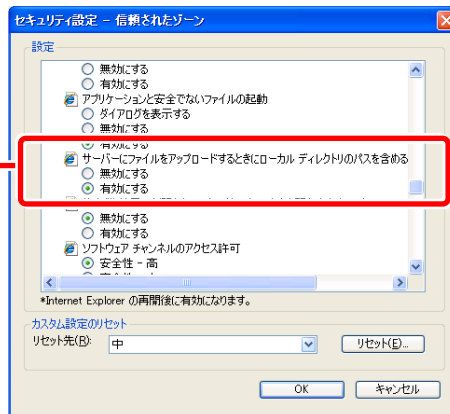 セキュリティ設定 - 信頼されたゾーン
設定
無効にする
有効にする
アプリケーションと安全でないファイルの起動
ダイアログを表示する
無効にする
有効にする
サーバーにファイルをアップロードするときにローカル ディレクトリのパスを含める
無効にする
有効にする
無効にする
有効にする
ソフトウェア チャンネルのアクセス許可
安全性 - 高
*Internet Explorer の再開後に有効になります。
カスタム設定のリセット
リセット先(R):
中
リセット(E)...
OK
キャンセル